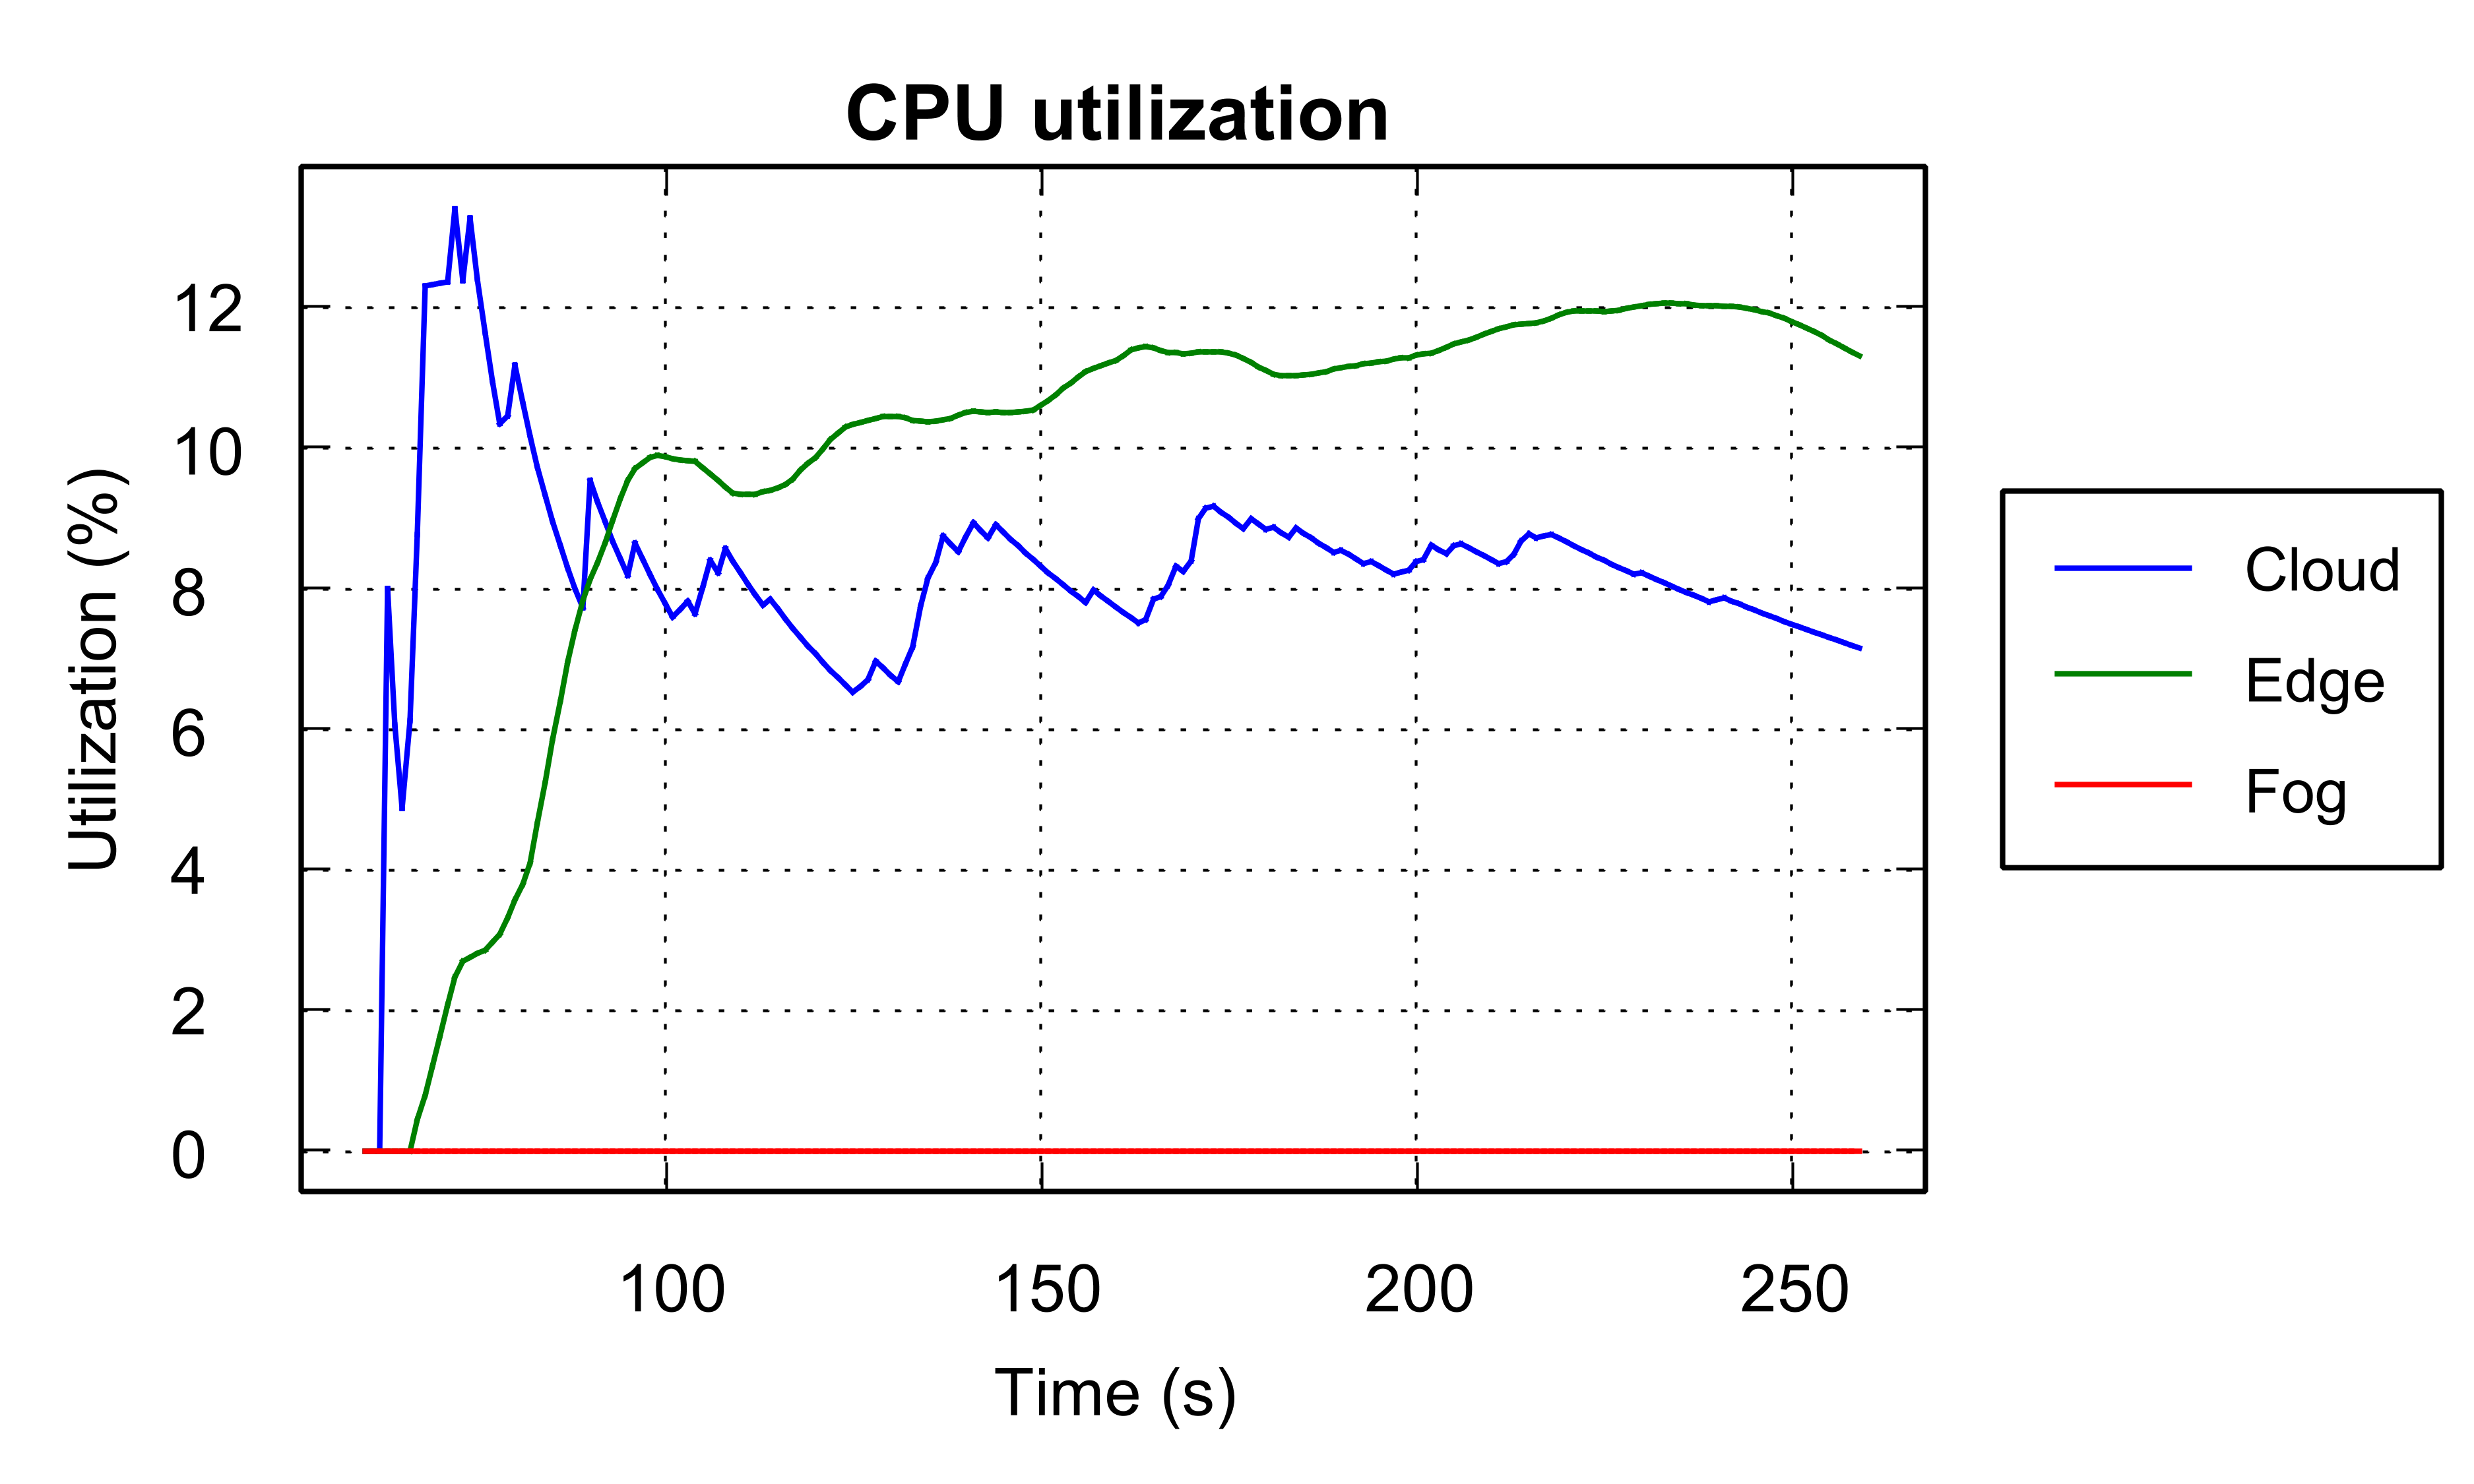 CPU utilization
Utilization (%)
12
10
8
6
4
2
0
100 150 200 250
Time (s)
Cloud
Edge
Fog